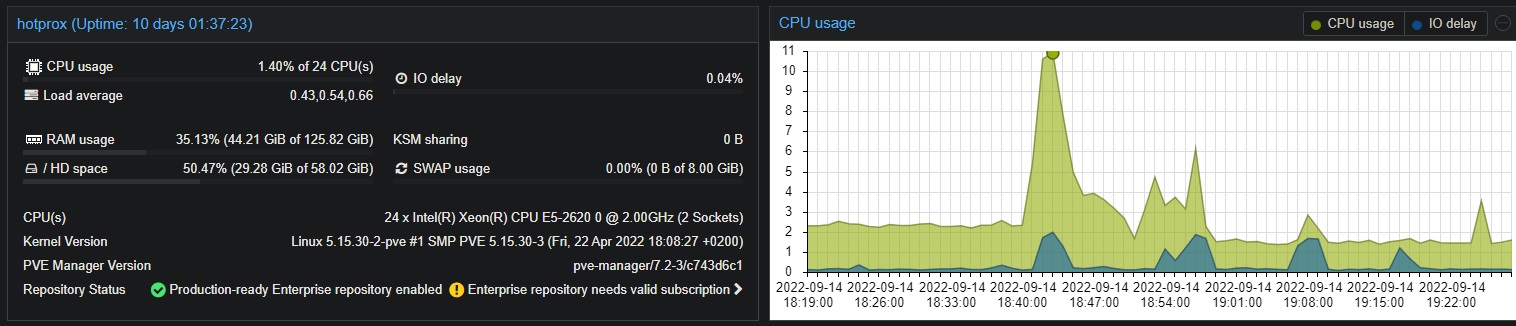 hotprox (Uptime: 10 days 01:37:23)
CPU usage 1.40% of 24 CPU(s)
IO delay 0.04%
Load average 0.43,0.54,0.66
RAM usage 35.13% (44.21 GiB of 125.82 GiB)
KSM sharing 0 B
/ HD space 50.47% (29.28 GiB of 58.02 GiB)
SWAP usage 0.00% (0 B of 8.00 GiB)
CPU(s) 24 x Intel(R) Xeon(R) CPU E5-2620 0 @ 2.00GHz (2 Sockets)
Kernel Version Linux 5.15.30-2-pve #1 SMP PVE 5.15.30-3 (Fri, 22 Apr 2022 18:08:27 +0200)
PVE Manager Version pve-manager/7.2-3/c743d6c1
Repository Status Production-ready Enterprise repository enabled Enterprise repository needs valid subscription
CPU usage
CPU usage IO delay
11
10
9
8
7
6
5
4
3
2
1
0
2022-09-14 2022-09-14 2022-09-14 2022-09-14 2022-09-14 2022-09-14 2022-09-14 2022-09-14 2022-09-14 2022-09-14
18:19:00 18:26:00 18:33:00 18:40:00 18:47:00 18:54:00 19:01:00 19:08:00 19:15:00 19:22:00